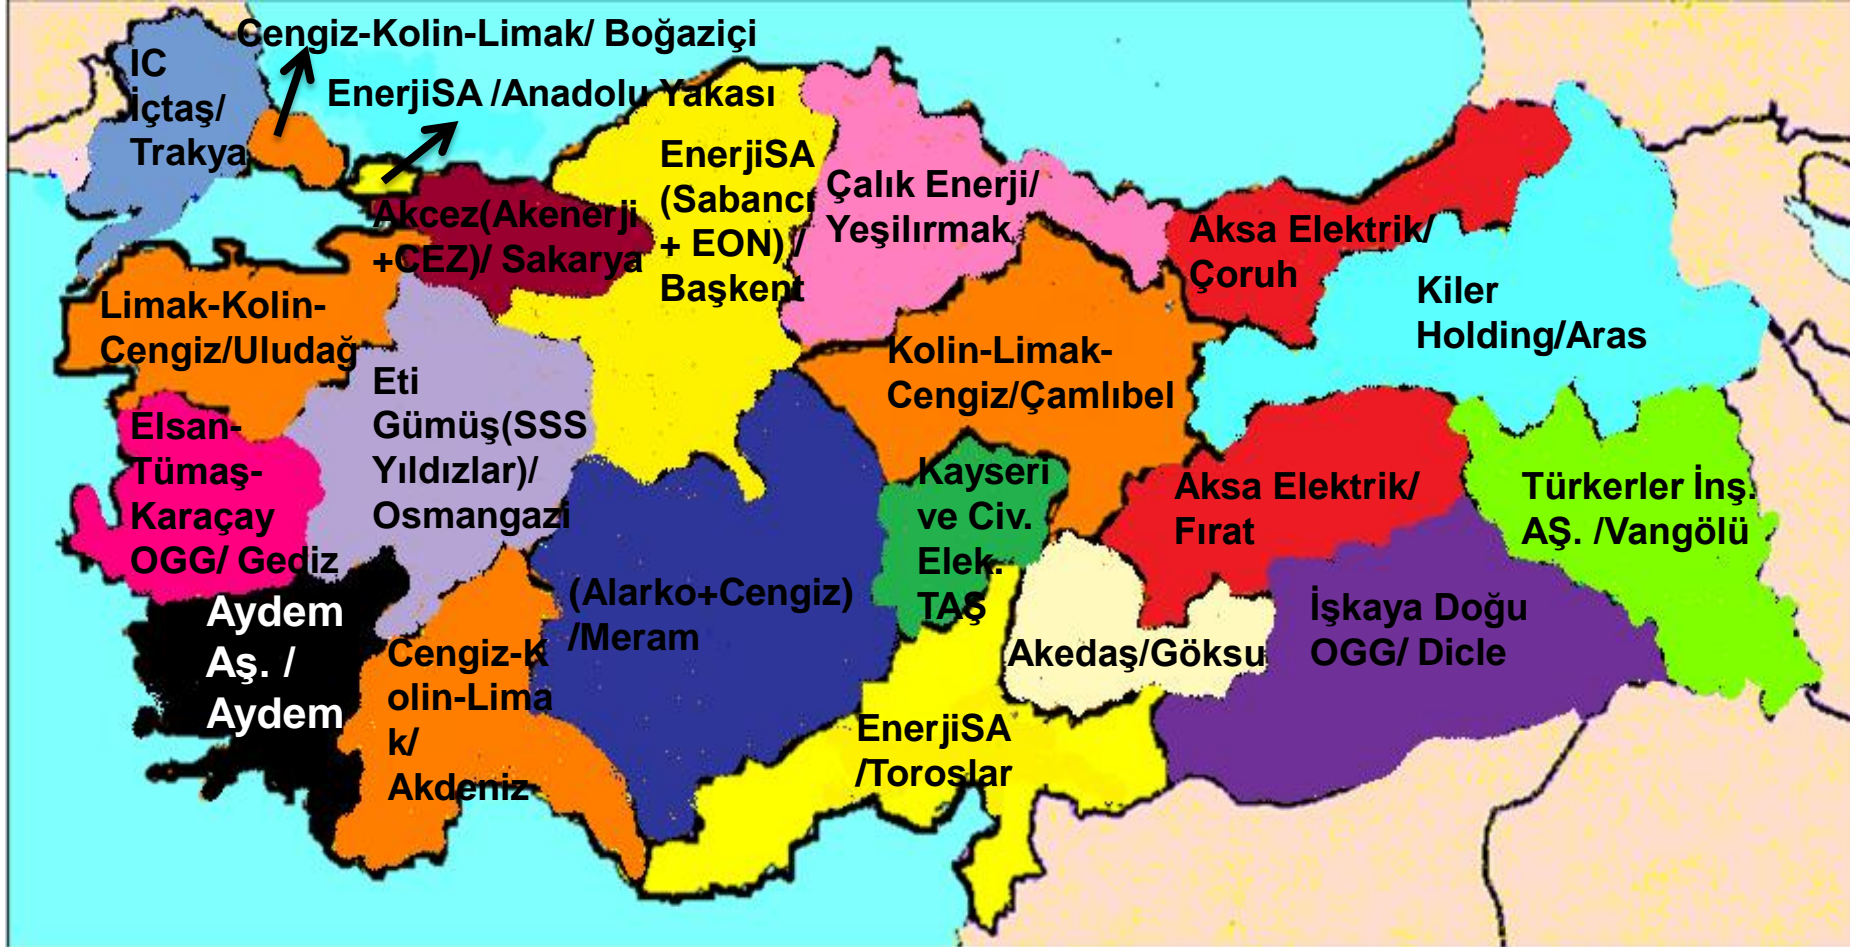 Cengiz-Kolin-Limak/ Boğaziçi
IC
İçtaş/
Trakya
EnerjiSA /Anadolu Yakası
EnerjiSA
(Sabancı
+ EON) /
Başkent
Çalık Enerji/
Yeşilırmak
Akcez(Akenerji
+CEZ)/ Sakarya
Aksa Elektrik/
Çoruh
Kiler
Holding/Aras
Limak-Kolin-
Cengiz/Uludağ
Kolin-Limak-
Cengiz/Çamlıbel
Eti
Gümüş(SSS
Yıldızlar)/
Osmangazi
Elsan-
Tümaş-
Karaçay
OGG/ Gediz
Kayseri
ve Civ.
Elek.
TAŞ
Aksa Elektrik/
Fırat
Türkerler İnş.
AŞ. /Vangölü
(Alarko+Cengiz)
/Meram
Aydem
Aş. /
Aydem
Cengiz-K
olin-Lima
k/
Akdeniz
Akedaş/Göksu
İşkaya Doğu
OGG/ Dicle
EnerjiSA
/Toroslar